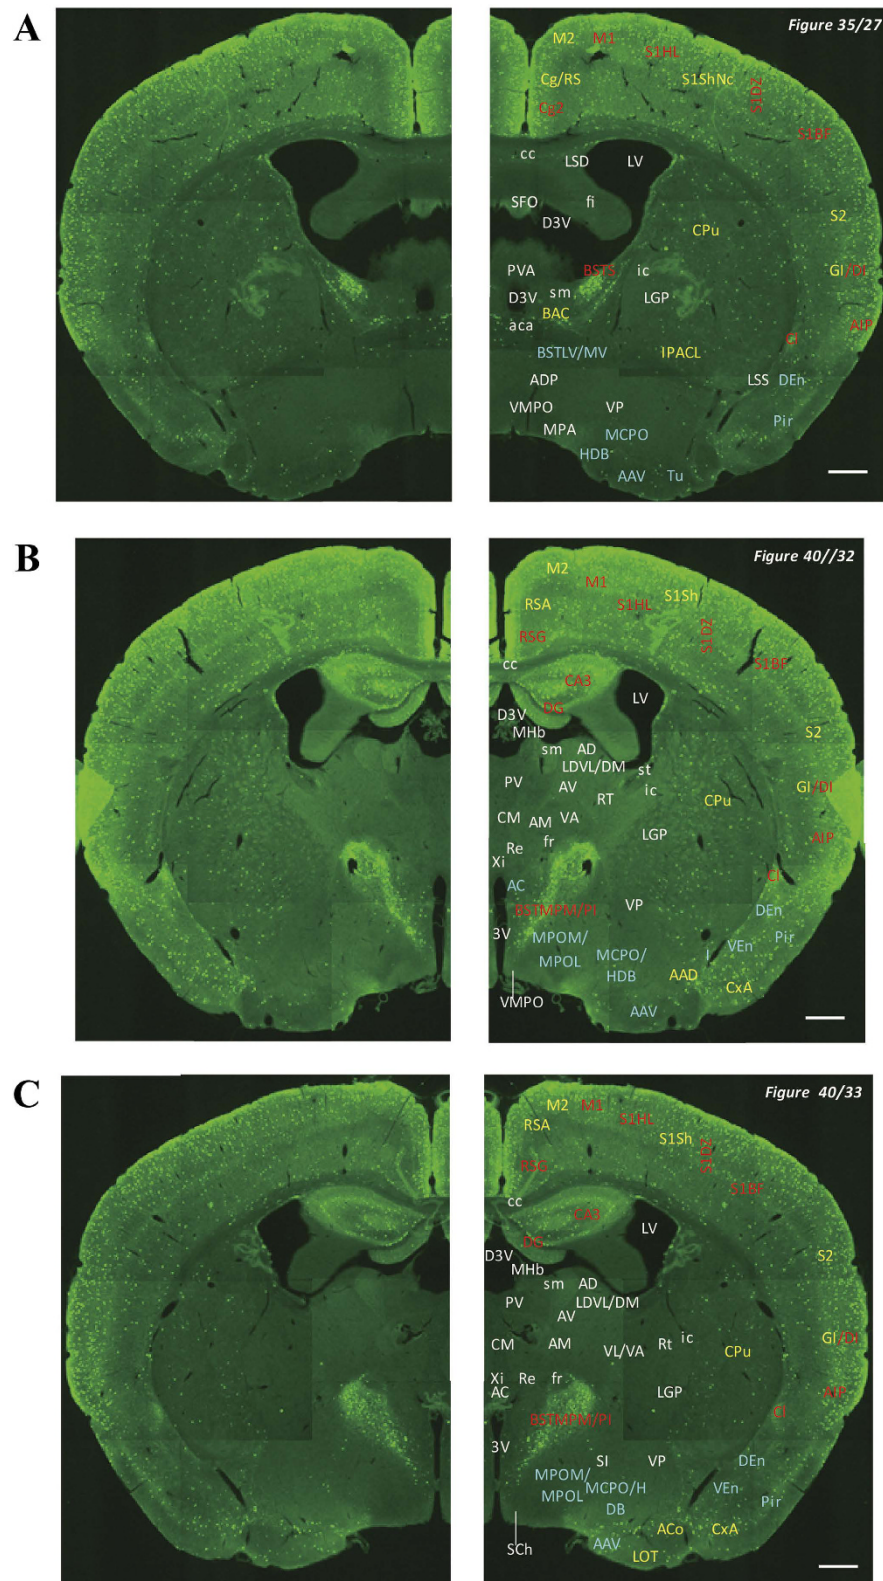 A
Figure 35/27
M2 M1
S1HL
Cg/RS S1ShNc
S1DZ
Cg2
S1BF
cc LSD LV
SFO fi
S2
D3V CPu
PVA BSTS ic GI/DI
D3V sm LGP
BAC
aca AIP
Cl
BSTLV/MV IPACL
ADP LSS DEn
VMPO VP
Pir
MPA MCPO
HDB
AAV Tu
B
Figure 40//32
M2
M1
RSA S1HL S1Sh
RSG S1DZ
cc S1BF
CA3
LV
D3V DG
MHb S2
sm AD
LDVL/DM st
PV AV ic GI/DI
RT CPu
CM AM VA
LGP AIP
Re fr
Xi Cl
AC
BSTMPM/PI VP DEn
3V MPOM/ Pir
MPOL MCPO/ I VEn
HDB AAD
CxA
VMPO AAV
C
Figure 40/33
M2 M1
RSA S1HL
S1Sh
S1DZ
RSG
S1BF
cc
CA3
LV
DG
D3V S2
MHb
sm AD
PV LDVL/DM
AV
CM AM VL/VA Rt ic GI/DI
CPu
Xi Re fr
AC LGP AIP
BSTMPM/PI Cl
3V
SI VP DEn
MPOM/
MPOL MCPO/H VEn
DB Pir
ACo CxA
SCh AAV
LOT